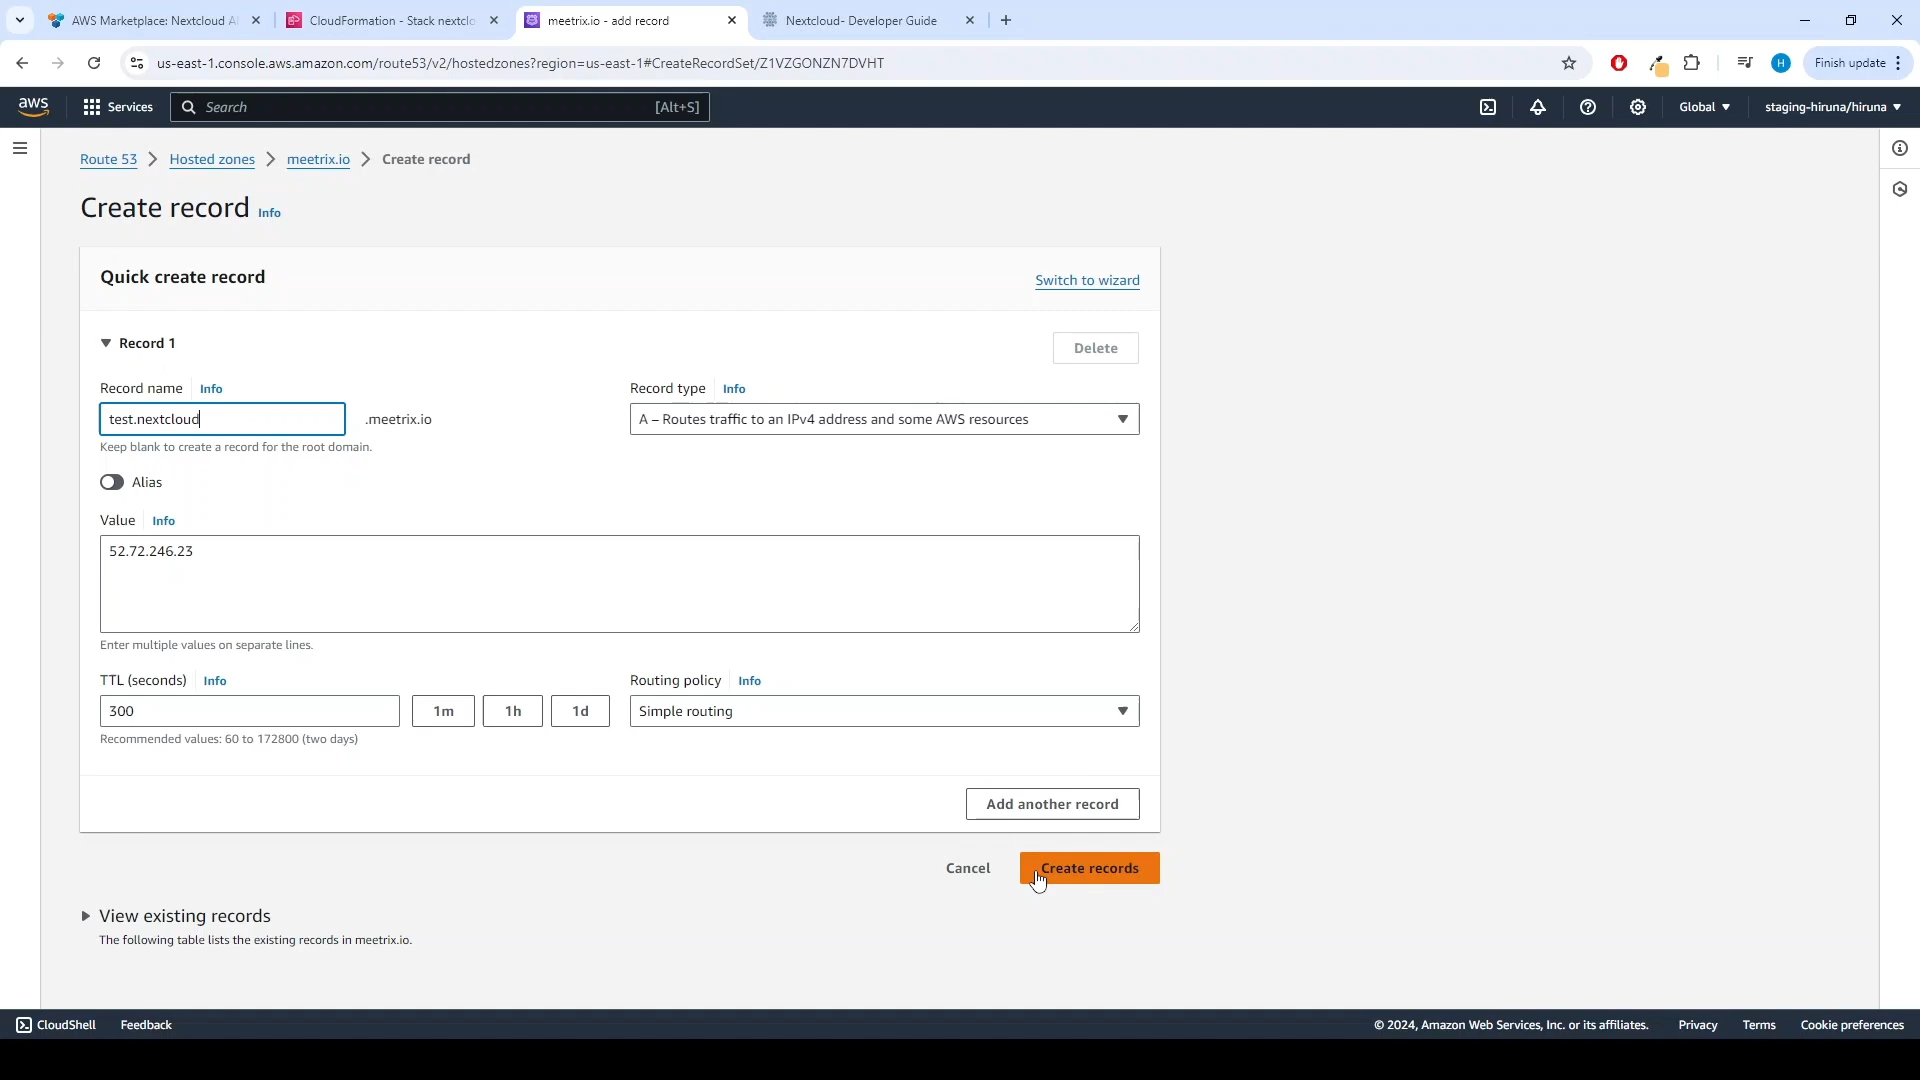 AWS Marketplace: Nextcloud A
CloudFormation - Stack nextclo
meetrix.io - add record
Nextcloud- Developer Guide
us-east-1.console.aws.amazon.com/route53/v2/hostedzones?region=us-east-1#CreateRecordSet/Z1VZGONZN7DVHT
H
Finish update
aws
Services
Search
[Alt+S]
Global
staging-hiruna/hiruna
Route 53
Hosted zones
meetrix.io
Create record
Create record
Info
Quick create record
Switch to wizard
Record 1
Delete
Record name
Info
Record type
Info
test.nextcloud
.meetrix.io
A – Routes traffic to an IPv4 address and some AWS resources
Keep blank to create a record for the root domain.
Alias
Value
Info
52.72.246.23
Enter multiple values on separate lines.
TTL (seconds)
Info
Routing policy
Info
300
1m
1h
1d
Simple routing
Recommended values: 60 to 172800 (two days)
Add another record
Cancel
Create records
View existing records
The following table lists the existing records in meetrix.io.
CloudShell
Feedback
© 2024, Amazon Web Services, Inc. or its affiliates.
Privacy
Terms
Cookie preferences